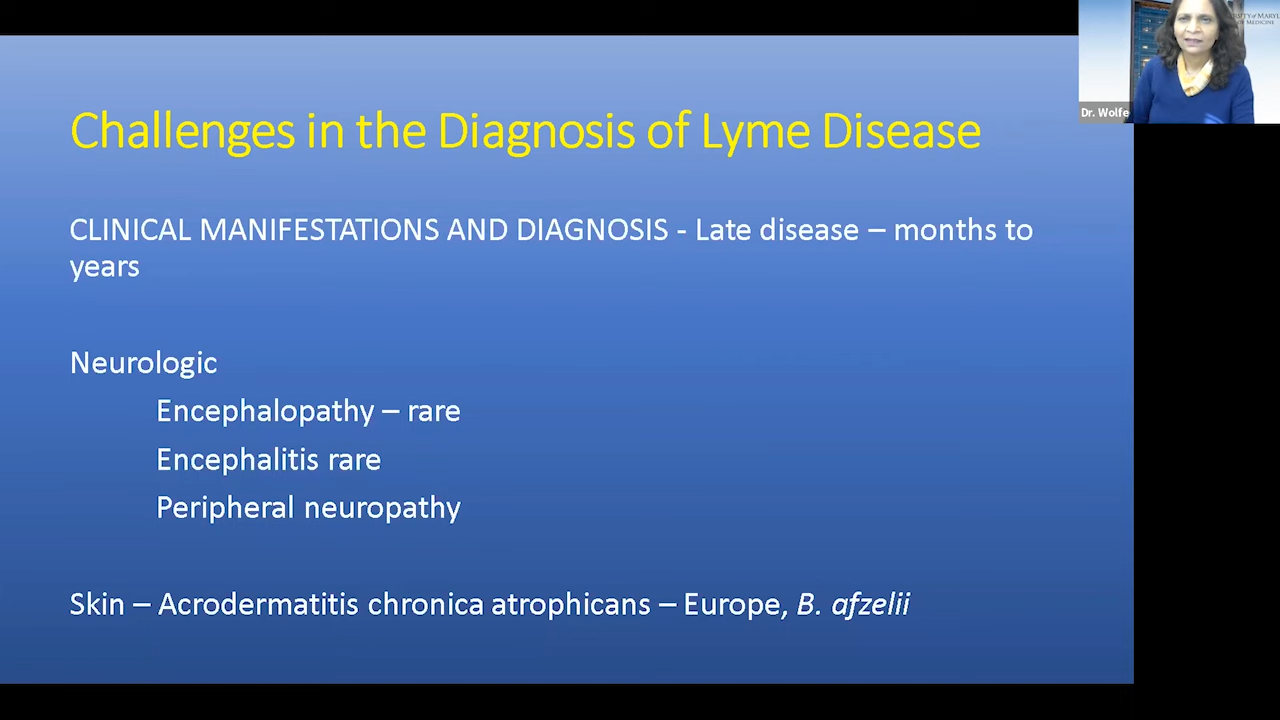 Challenges in the Diagnosis of Lyme Disease
CLINICAL MANIFESTATIONS AND DIAGNOSIS - Late disease – months to
years
Neurologic
Encephalopathy – rare
Encephalitis rare
Peripheral neuropathy
Skin – Acrodermatitis chronica atrophicans – Europe, B. afzelii
Dr. Wolfe